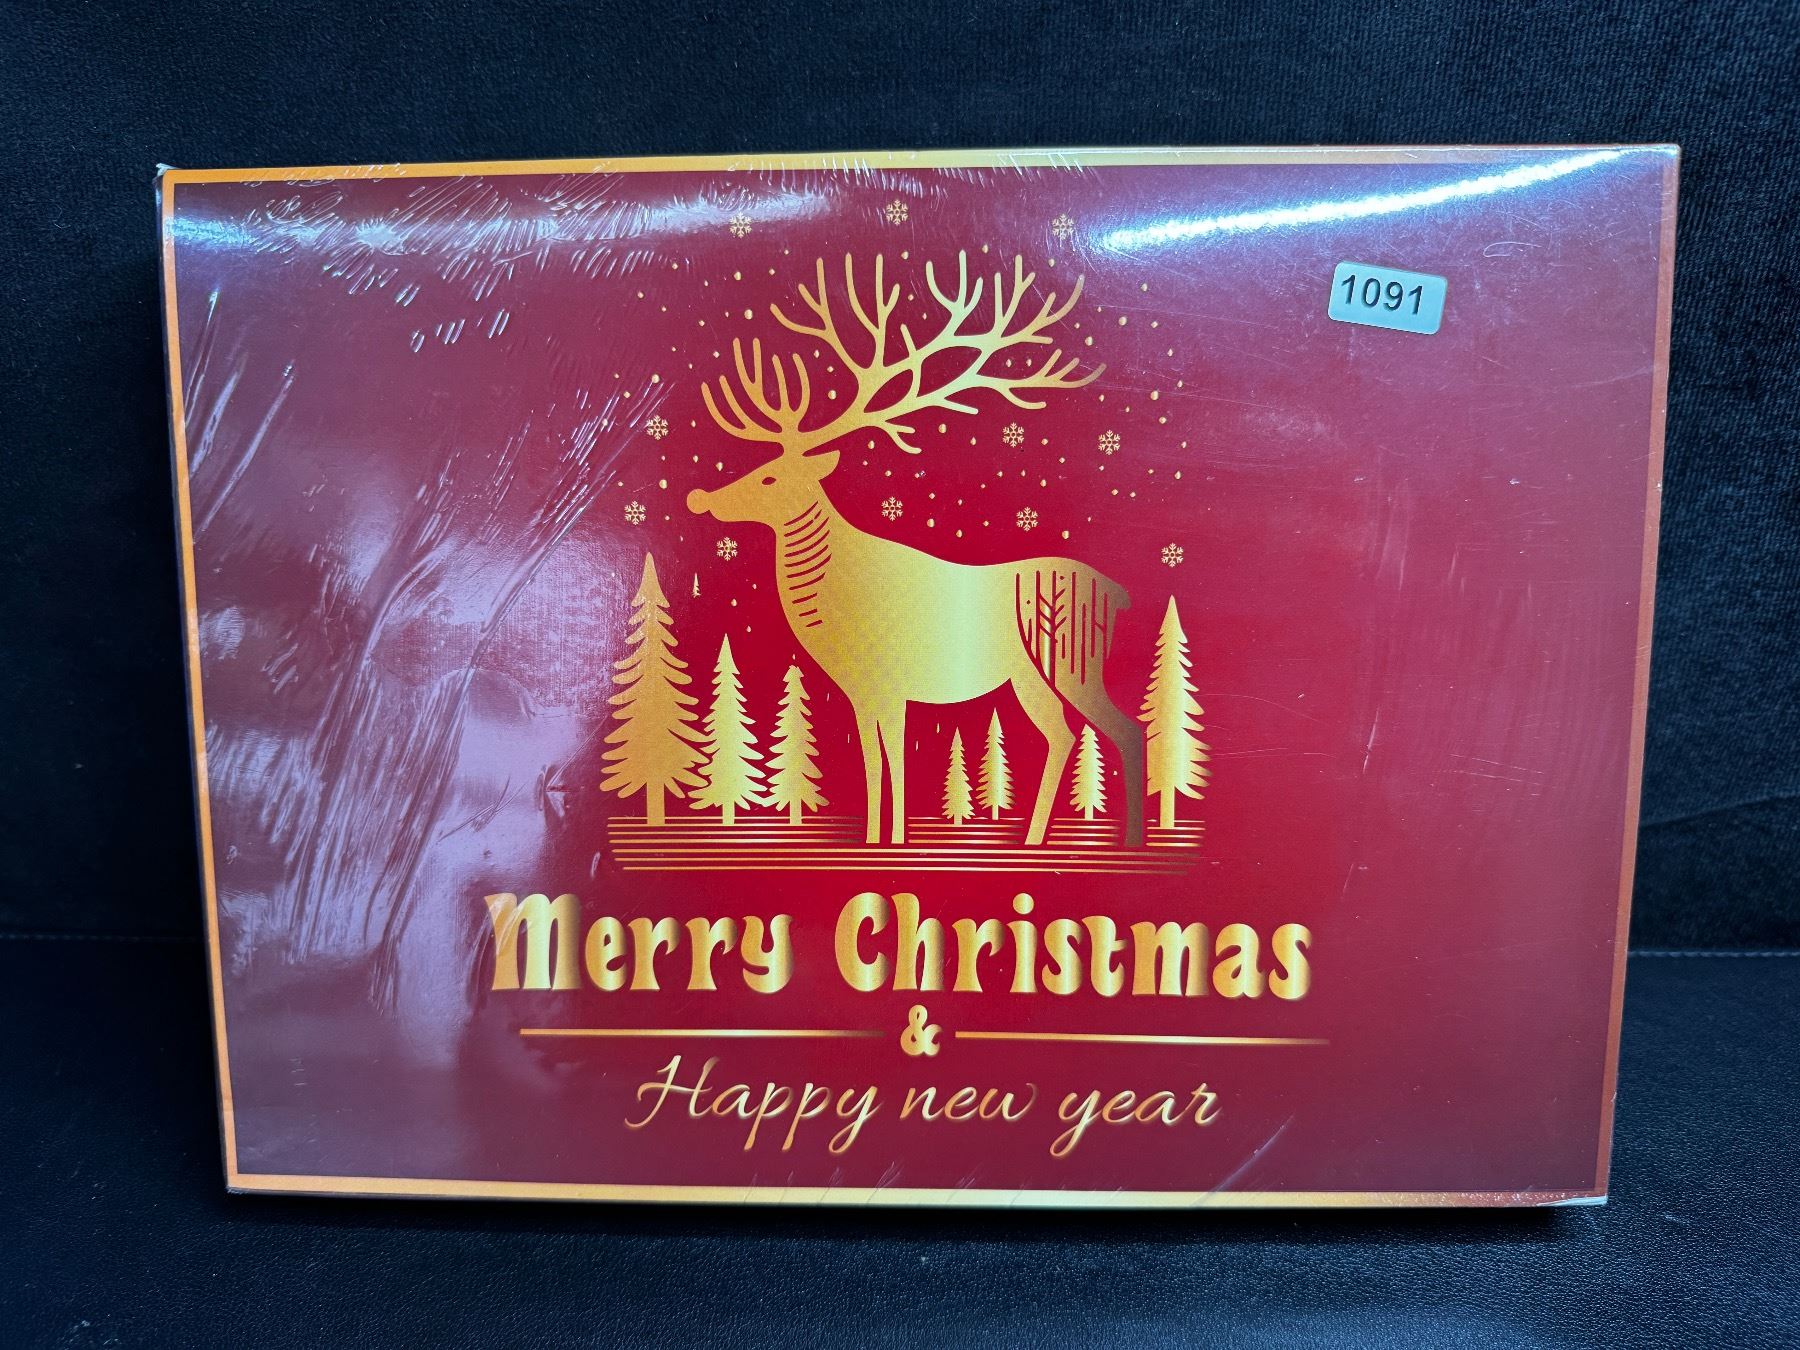 1091
Merry Christmas
&
Happy new year